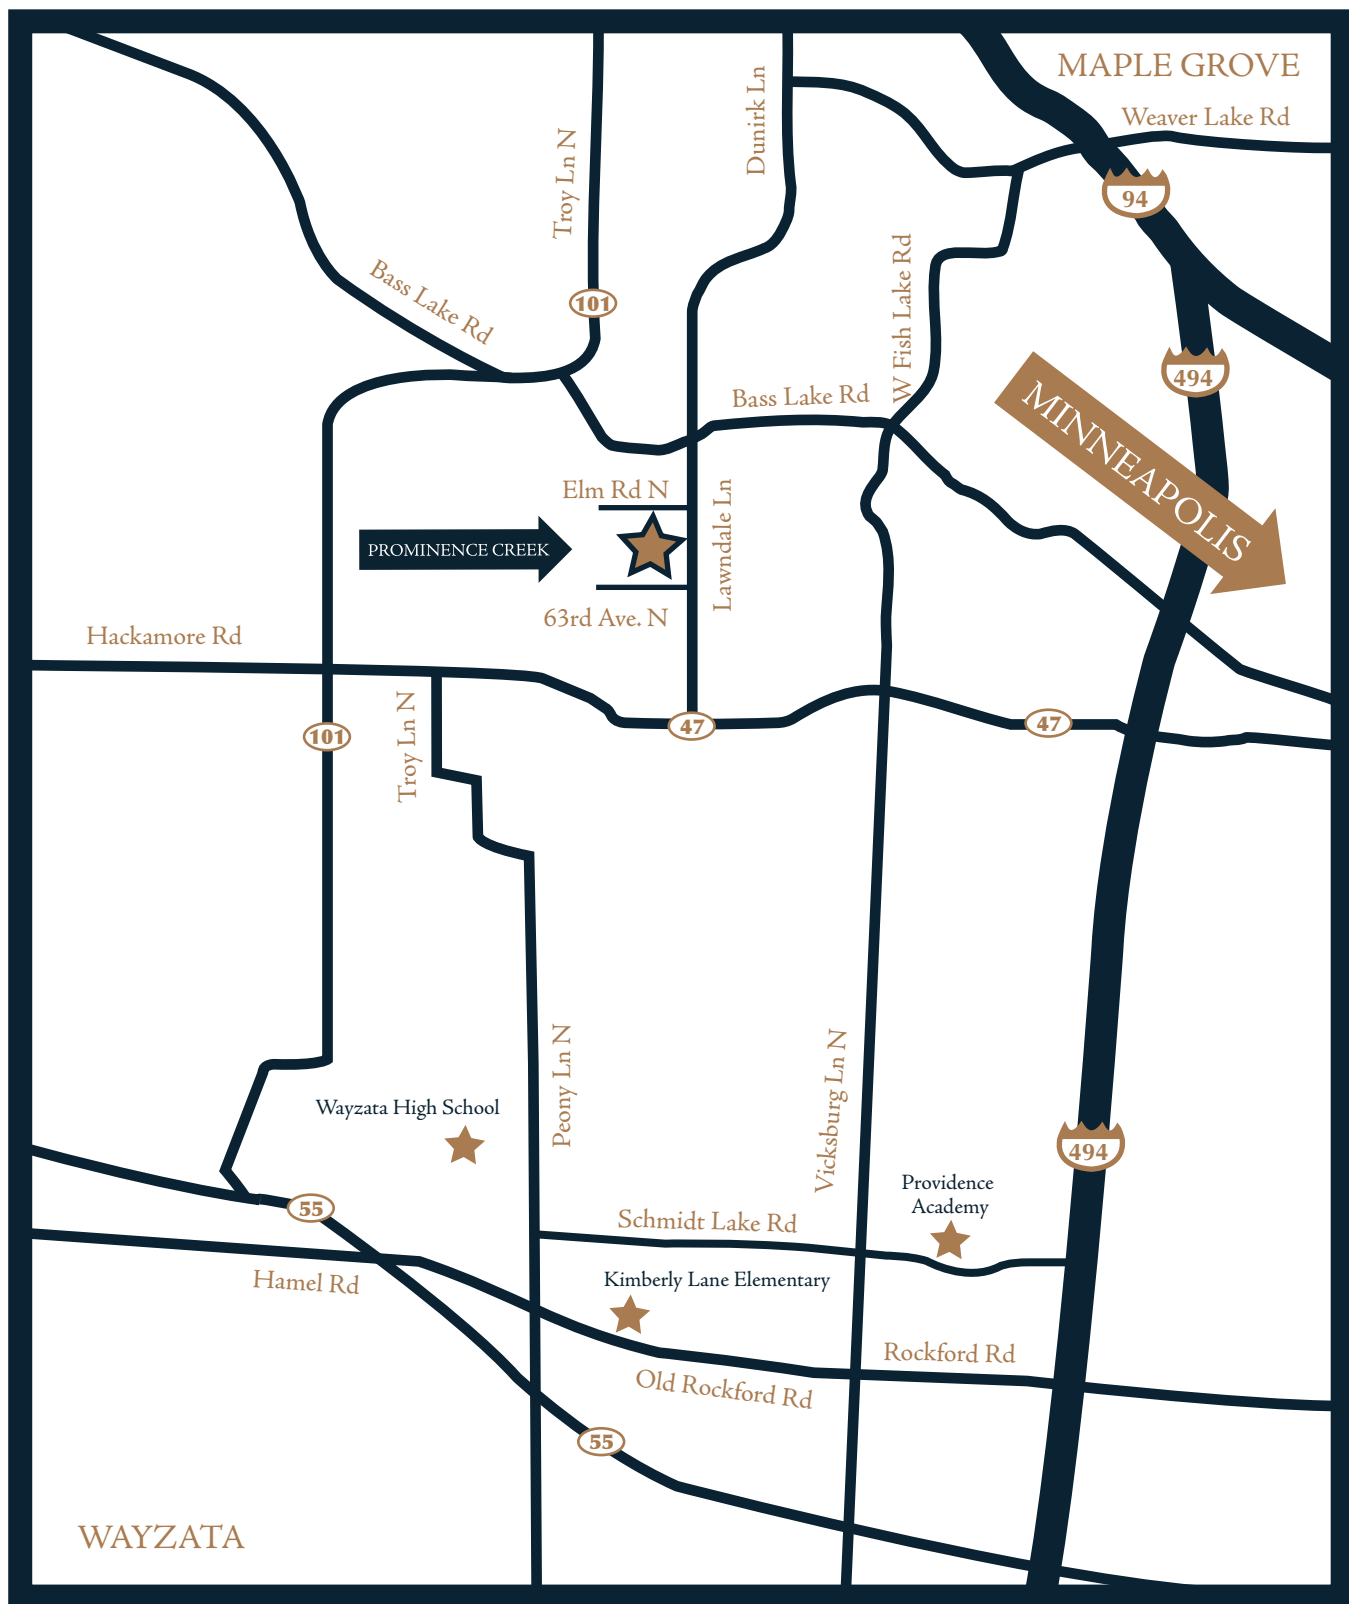 MAPLE GROVE
Weaver Lake Rd
Dunirk Ln
Troy Ln N
94
W Fish Lake Rd
Bass Lake Rd
101
494
Bass Lake Rd
MINNEAPOLIS
Elm Rd N
Lawndale Ln
PROMINENCE CREEK
63rd Ave. N
Hackamore Rd
Troy Ln N
101
47
47
Peony Ln N
Vicksburg Ln N
Wayzata High School
494
Providence
Academy
55
Schmidt Lake Rd
Hamel Rd
Kimberly Lane Elementary
Rockford Rd
Old Rockford Rd
55
WAYZATA